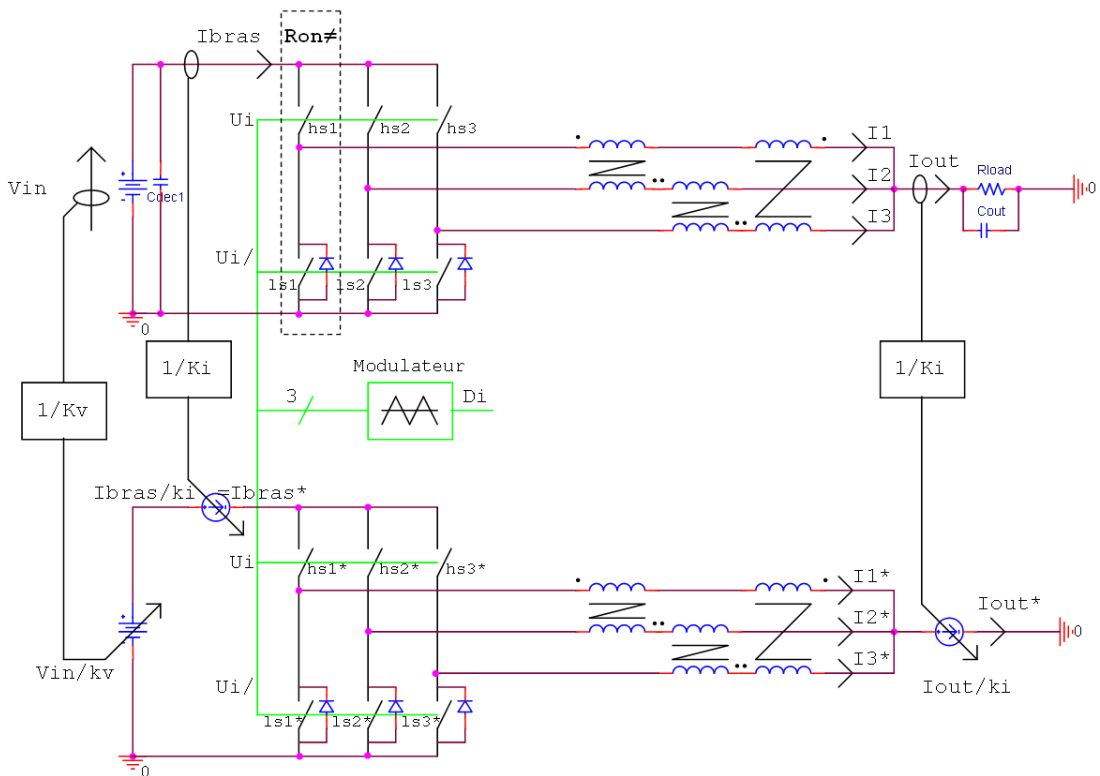 Ibras
Ron≠
Ui
hs1
hs2
hs3
I1
I2
I3
Iout
Rload
Cout
0
Vin
Cdec1
Ui/
ls1
ls2
ls3
0
1/Ki
1/Ki
1/Kv
Modulateur
3
Di
Ibras/ki
=Ibras*
Ui
hs1*
hs2*
hs3*
I1*
I2*
I3*
Iout*
0
Vin/kv
Iout/ki
Ui/
ls1*
ls2*
ls3*
0